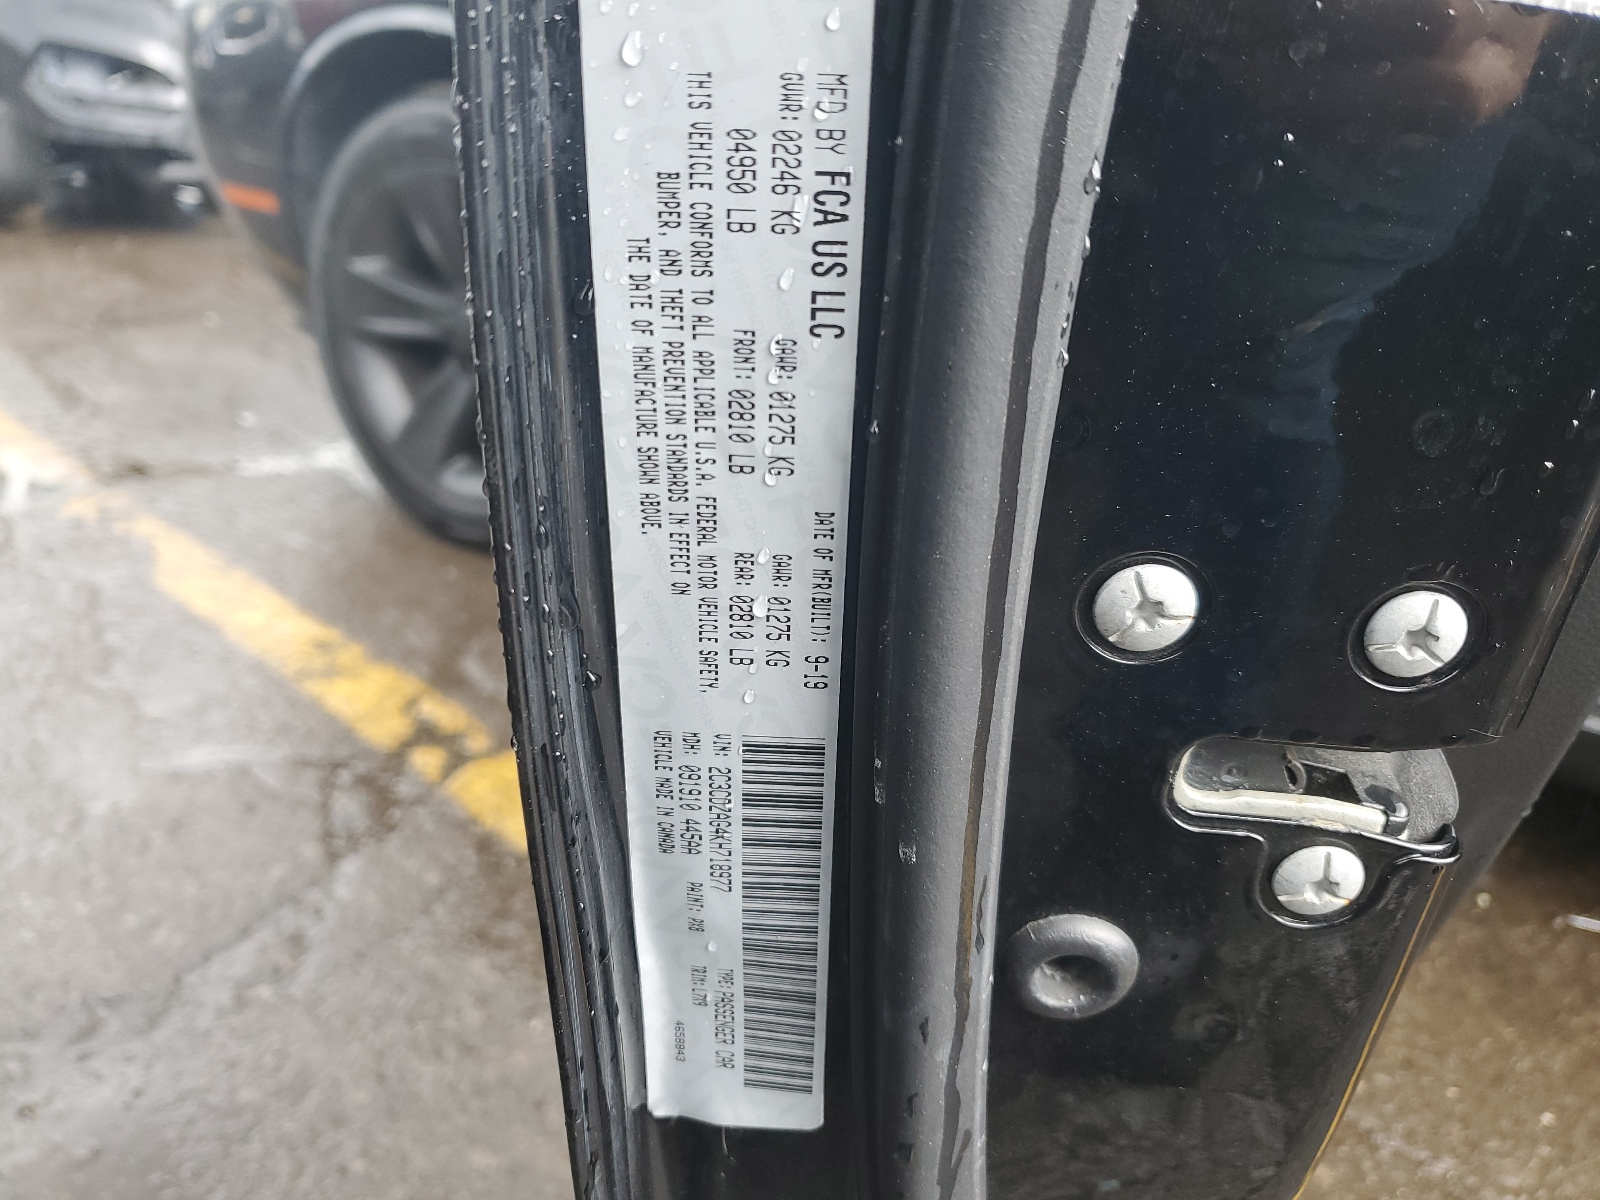 MFD BY FCA US LLC DATE OF MFR(BUILT): 9-19
GVWR: 02246 KG GAWR: 01275 KG GAWR: 01275 KG
04950 LB FRONT: 02810 LB REAR: 02810 LB
THIS VEHICLE CONFORMS TO ALL APPLICABLE U.S.A. FEDERAL MOTOR VEHICLE SAFETY,
BUMPER, AND THEFT PREVENTION STANDARDS IN EFFECT ON
THE DATE OF MANUFACTURE SHOWN ABOVE.
VIN: 2C3CDZAG4KH718977 TYPE: PASSENGER CAR
MDH: 091910 445AA PAINT: PX8 TRIM: L7X9
VEHICLE MADE IN CANADA 4658843